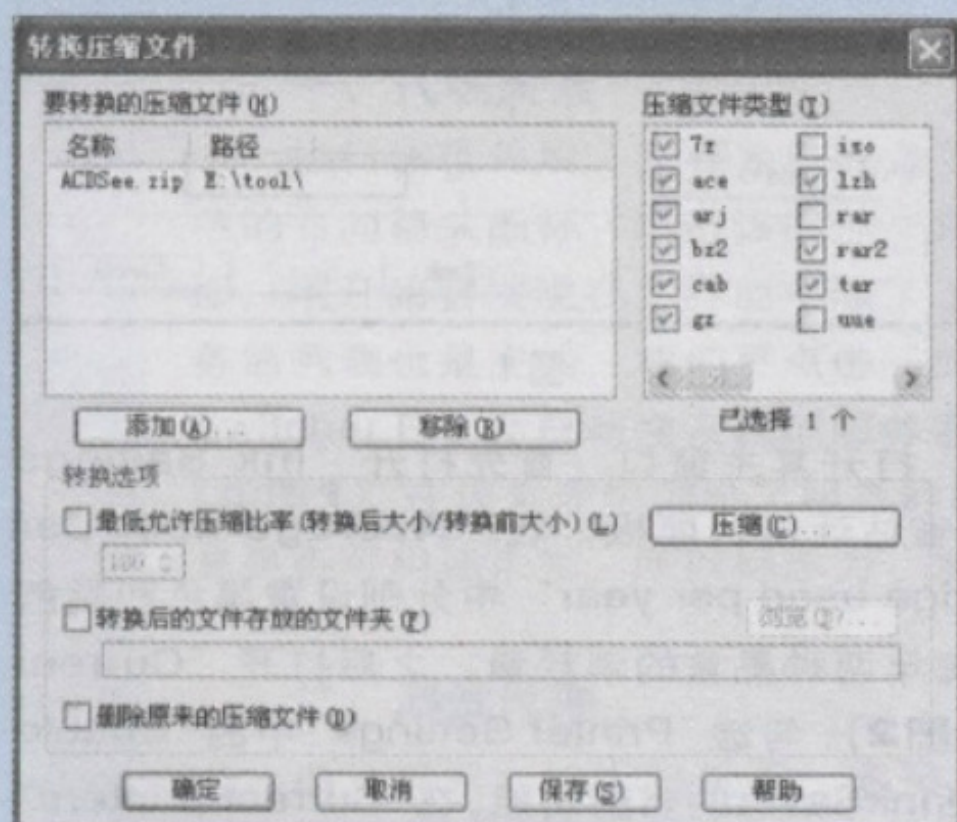 转换压缩文件
要转换的压缩文件(H)
名称 路径
ACDSee.zip E:\tool\
压缩文件类型(T)
7z iso
ace lzh
arj rar
bz2 rar2
cab tar
gz uue
已选择 1 个
添加(A)... 移除(R)
转换选项
最低允许压缩比率(转换后大小/转换前大小)(L) 压缩(C)...
100
转换后的文件存放的文件夹(F) 浏览
删除原来的压缩文件(D)
确定 取消 保存(S) 帮助